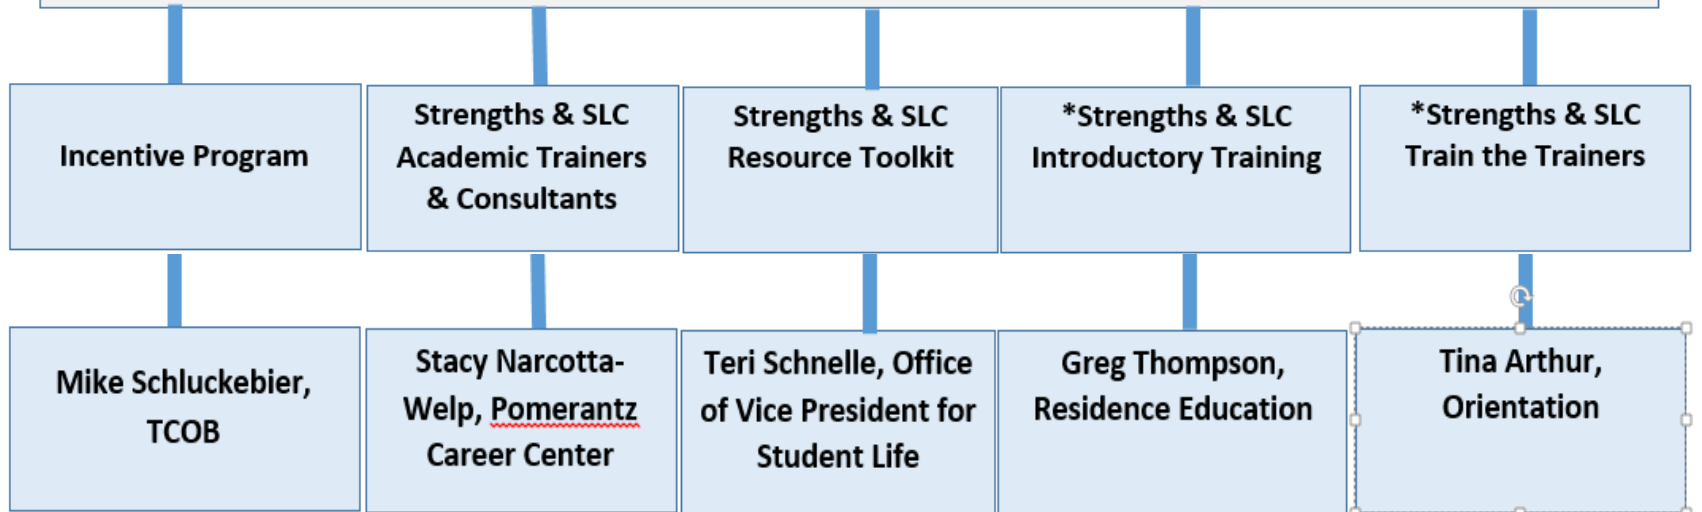 Incentive Program
Strengths & SLC
Academic Trainers
& Consultants
Strengths & SLC
Resource Toolkit
*Strengths & SLC
Introductory Training
*Strengths & SLC
Train the Trainers
Mike Schluckebier,
TCOB
Stacy Narcotta-
Welp, Pomerantz
Career Center
Teri Schnelle, Office
of Vice President for
Student Life
Greg Thompson,
Residence Education
Tina Arthur,
Orientation